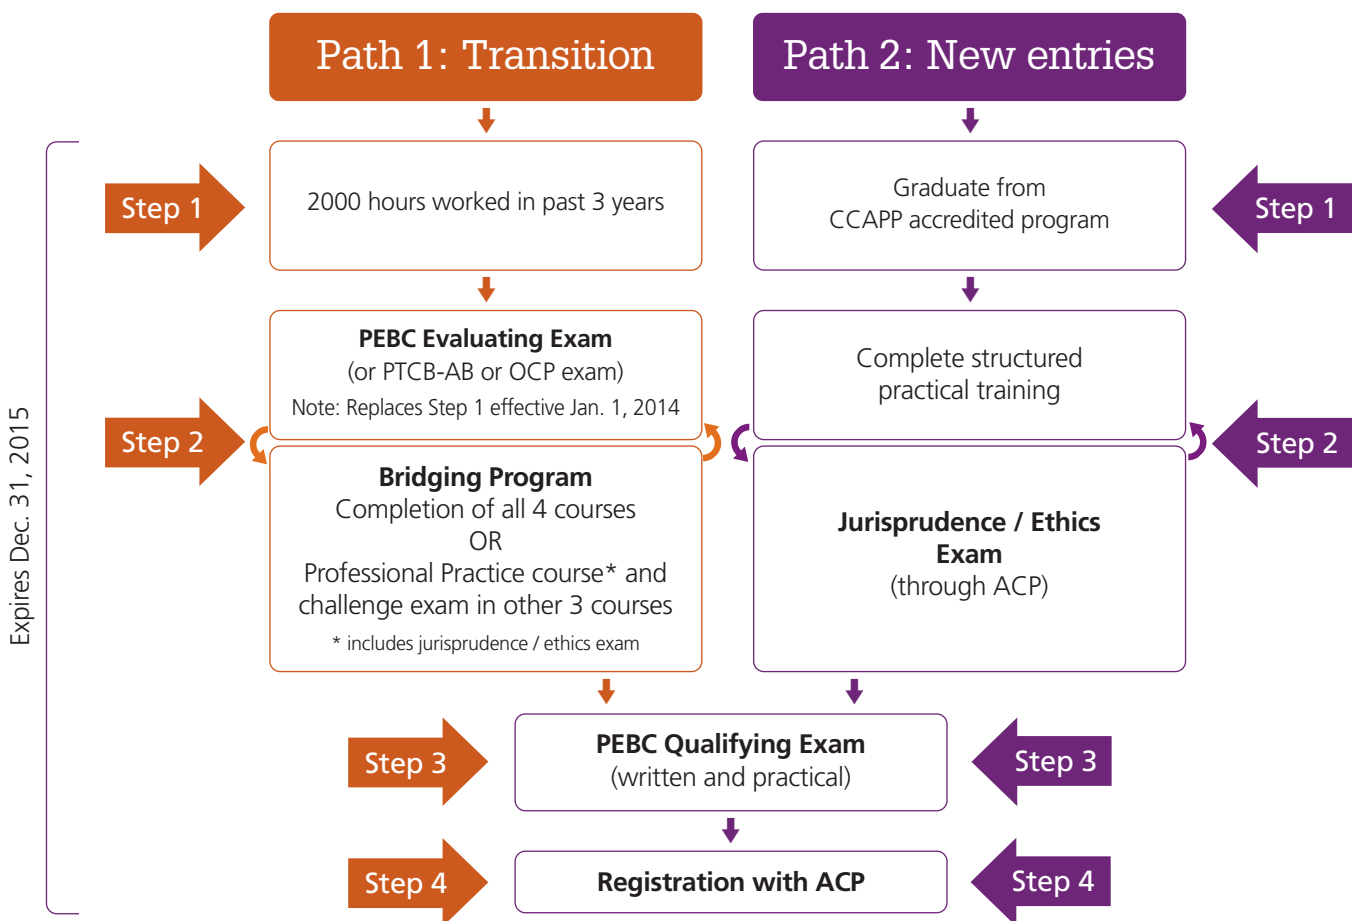 Path 1: Transition
Path 2: New entries
Expires Dec. 31, 2015
Step 1
2000 hours worked in past 3 years
Graduate from
CCAPP accredited program
Step 1
Step 2
PEBC Evaluating Exam
(or PTCB-AB or OCP exam)
Note: Replaces Step 1 effective Jan. 1, 2014
Bridging Program
Completion of all 4 courses
OR
Professional Practice course* and
challenge exam in other 3 courses
* includes jurisprudence / ethics exam
Complete structured
practical training
Jurisprudence / Ethics
Exam
(through ACP)
Step 2
Step 3
PEBC Qualifying Exam
(written and practical)
Step 3
Step 4
Registration with ACP
Step 4